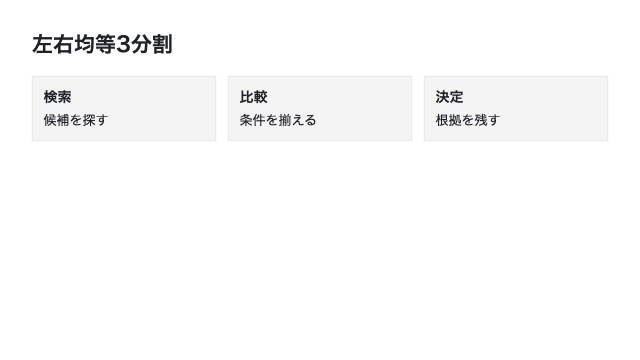 左右均等3分割
検索
候補を探す
比較
条件を揃える
決定
根拠を残す